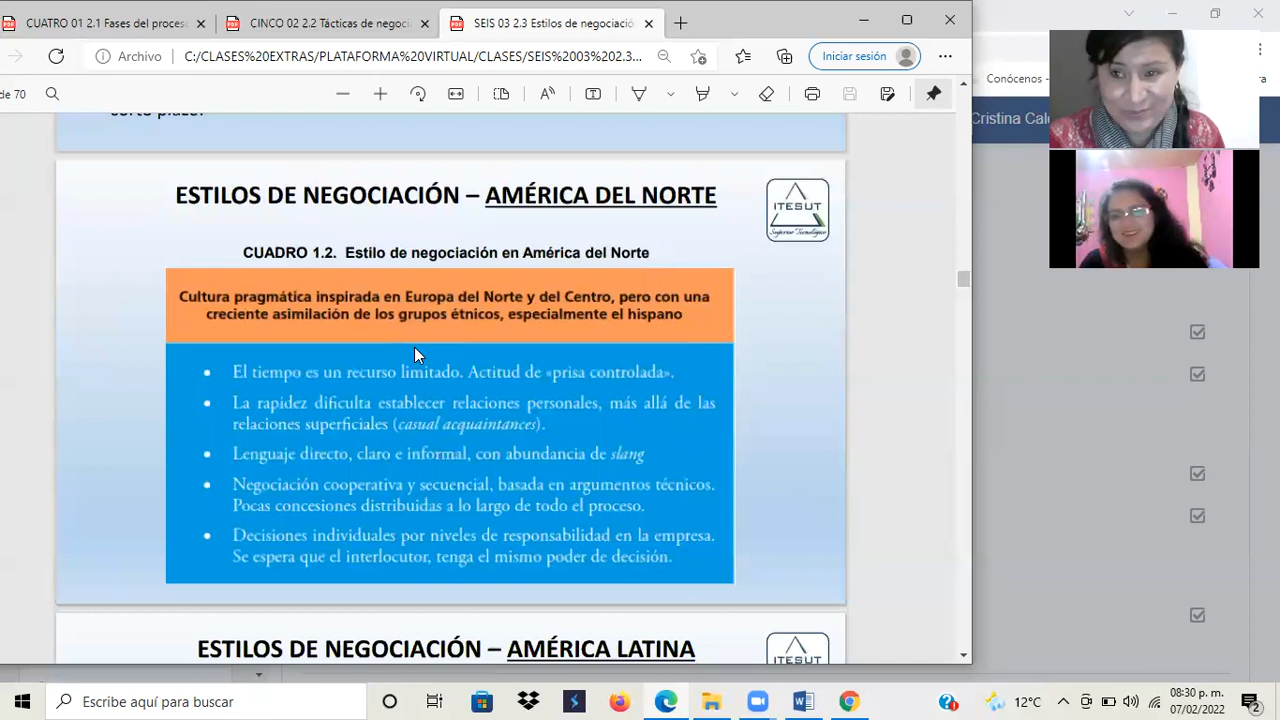 CUATRO 01 2.1 Fases del proces
CINCO 02 2.2 Tácticas de negoci
SEIS 03 2.3 Estilos de negociació
Archivo
C:/CLASES%20EXTRAS/PLATAFORMA%20VIRTUAL/CLASES/SEIS%2003%202.3...
Iniciar sesión
Conócenos -
de 70
Cristina Cal
ESTILOS DE NEGOCIACIÓN – AMÉRICA DEL NORTE
ITESUT
Superior Tecnológico
CUADRO 1.2. Estilo de negociación en América del Norte
Cultura pragmática inspirada en Europa del Norte y del Centro, pero con una
creciente asimilación de los grupos étnicos, especialmente el hispano
• El tiempo es un recurso limitado. Actitud de «prisa controlada».
• La rapidez dificulta establecer relaciones personales, más allá de las
relaciones superficiales (casual acquaintances).
• Lenguaje directo, claro e informal, con abundancia de slang
• Negociación cooperativa y secuencial, basada en argumentos técnicos.
Pocas concesiones distribuidas a lo largo de todo el proceso.
• Decisiones individuales por niveles de responsabilidad en la empresa.
Se espera que el interlocutor, tenga el mismo poder de decisión.
ESTILOS DE NEGOCIACIÓN – AMÉRICA LATINA
ITESUT
Escribe aquí para buscar
12°C
08:30 p. m.
07/02/2022
2